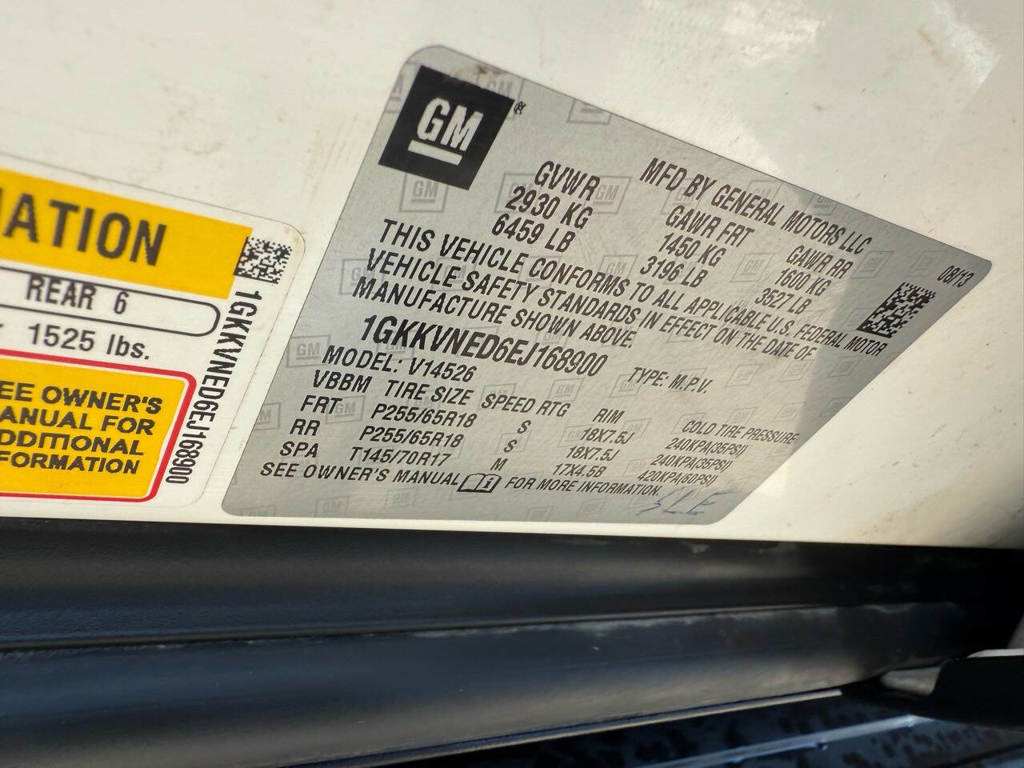 MATION
REAR 6
1525 lbs.
SEE OWNER'S
MANUAL FOR
ADDITIONAL
INFORMATION
1GKKVNED6EJ168900
GM®
MFD BY GENERAL MOTORS LLC
08/13
GVWR GAWR FRT GAWR RR
2930 KG 1450 KG 1600 KG
6459 LB 3196 LB 3527 LB
THIS VEHICLE CONFORMS TO ALL APPLICABLE U.S. FEDERAL MOTOR
VEHICLE SAFETY STANDARDS IN EFFECT ON THE DATE OF
MANUFACTURE SHOWN ABOVE.
1GKKVNED6EJ168900 TYPE: M.P.V.
MODEL: V14526
VBBM TIRE SIZE SPEED RTG RIM COLD TIRE PRESSURE
FRT P255/65R18 S 18X7.5J 240KPA(35PSI)
RR P255/65R18 S 18X7.5J 240KPA(35PSI)
SPA T145/70R17 M 17X4.5B 420KPA(60PSI)
SEE OWNER'S MANUAL FOR MORE INFORMATION.
SLE